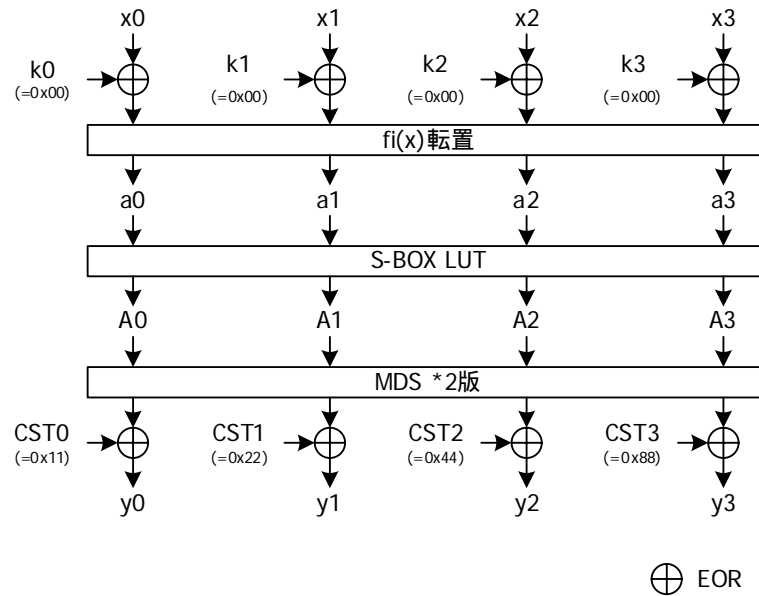 x0 x1 x2 x3
k0 k1 k2 k3
(=0x00) (=0x00) (=0x00) (=0x00)
fi(x)転置
a0 a1 a2 a3
S-BOX LUT
A0 A1 A2 A3
MDS *2版
CST0 CST1 CST2 CST3
(=0x11) (=0x22) (=0x44) (=0x88)
y0 y1 y2 y3
EOR